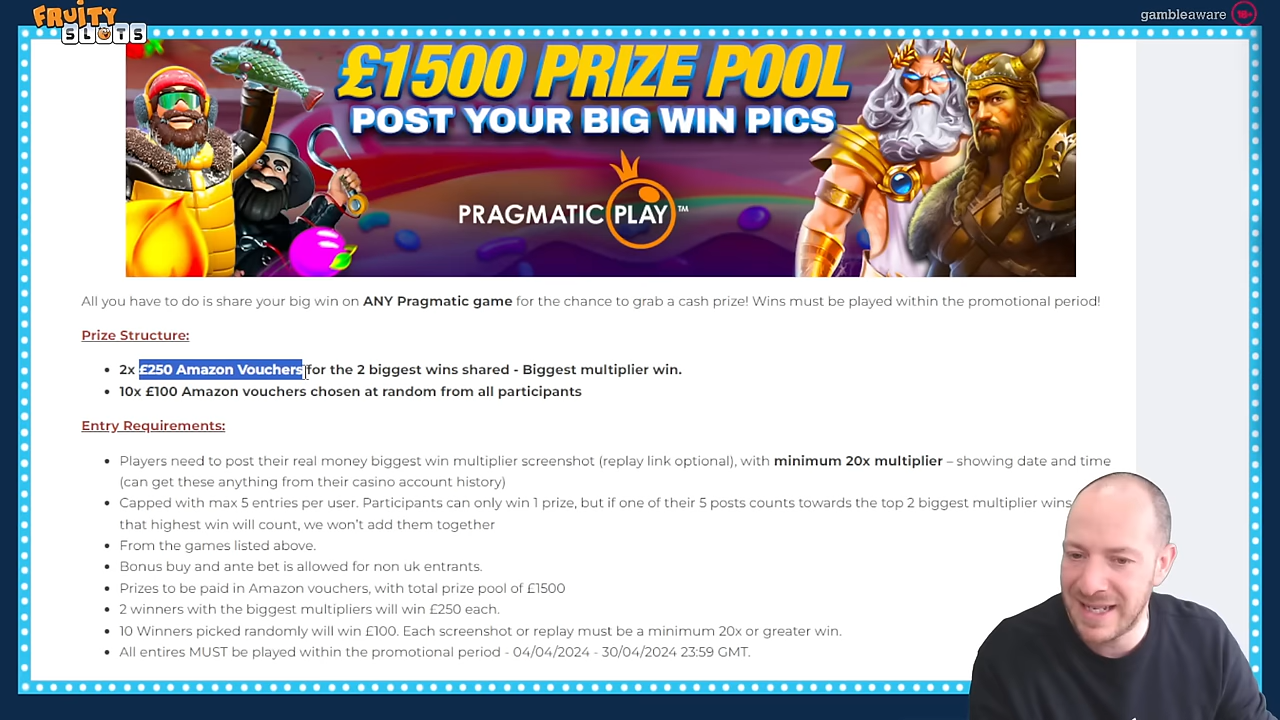 FRUITY
SLOTS
gambleaware 18+
£1500 PRIZE POOL
POST YOUR BIG WIN PICS
PRAGMATIC PLAY™
All you have to do is share your big win on ANY Pragmatic game for the chance to grab a cash prize! Wins must be played within the promotional period!
Prize Structure:
• 2x £250 Amazon Vouchers for the 2 biggest wins shared - Biggest multiplier win.
• 10x £100 Amazon vouchers chosen at random from all participants
Entry Requirements:
• Players need to post their real money biggest win multiplier screenshot (replay link optional), with minimum 20x multiplier – showing date and time
(can get these anything from their casino account history)
• Capped with max 5 entries per user. Participants can only win 1 prize, but if one of their 5 posts counts towards the top 2 biggest multiplier wins
that highest win will count, we won’t add them together
• From the games listed above.
• Bonus buy and ante bet is allowed for non uk entrants.
• Prizes to be paid in Amazon vouchers, with total prize pool of £1500
• 2 winners with the biggest multipliers will win £250 each.
• 10 Winners picked randomly will win £100. Each screenshot or replay must be a minimum 20x or greater win.
• All entires MUST be played within the promotional period - 04/04/2024 - 30/04/2024 23:59 GMT.